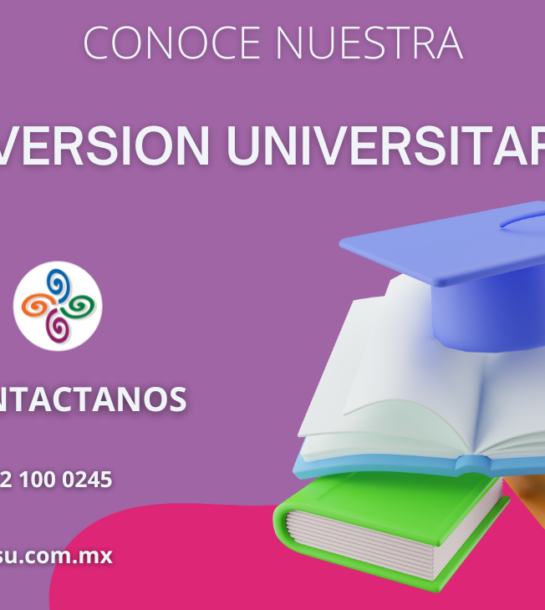 CONOCE NUESTRA
VERSION UNIVERSITAR
NTACTANOS
2 100 0245
su.com.mx